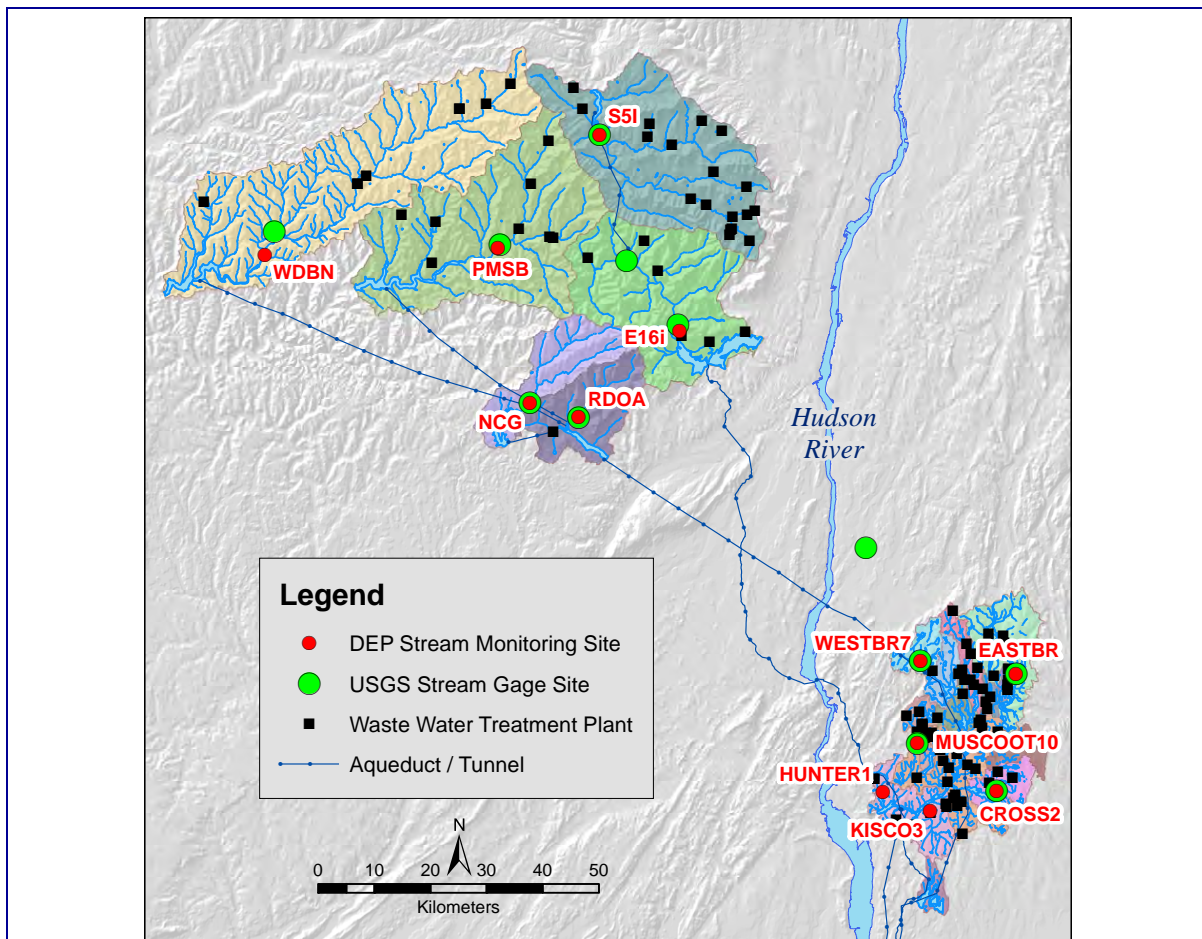 S5I
WDBN
PMSB
E16i
NCG
RDOA
Hudson
River
WESTBR7
EASTBR
MUSCOOT10
HUNTER1
CROSS2
KISCO3
Legend
DEP Stream Monitoring Site
USGS Stream Gage Site
Waste Water Treatment Plant
Aqueduct / Tunnel
N
0 10 20 30 40 50
Kilometers